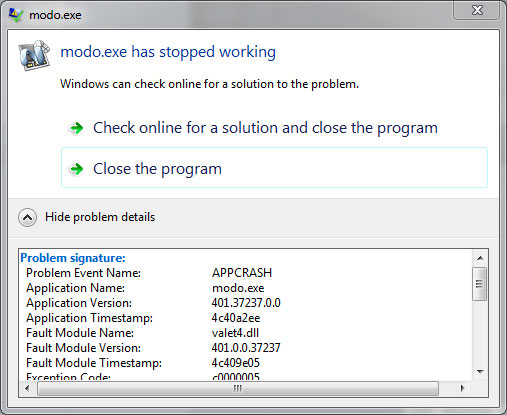 modo.exe
modo.exe has stopped working
Windows can check online for a solution to the problem.
Check online for a solution and close the program
Close the program
Hide problem details
Problem signature:
Problem Event Name: APPCRASH
Application Name: modo.exe
Application Version: 401.37237.0.0
Application Timestamp: 4c40a2ee
Fault Module Name: valet4.dll
Fault Module Version: 401.0.0.37237
Fault Module Timestamp: 4c409e05
Exception Code: c0000005